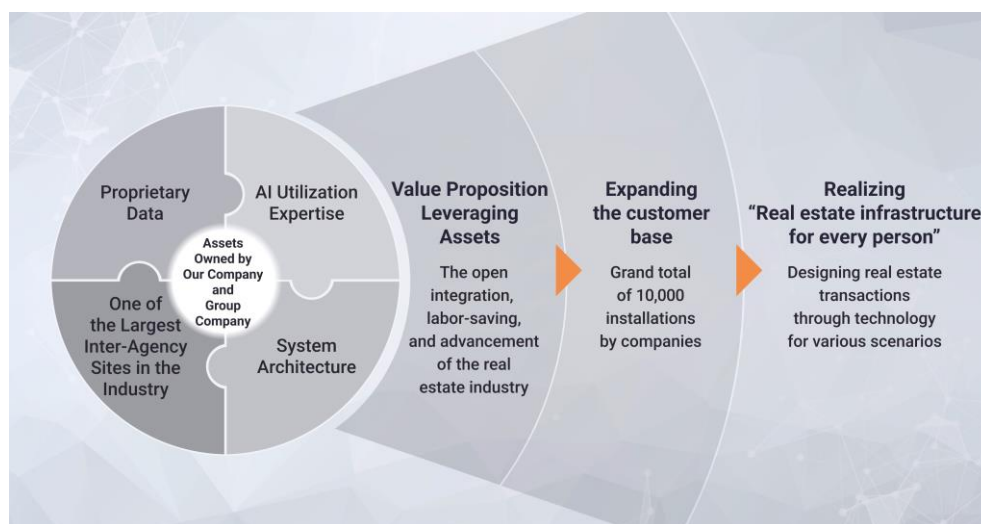 Proprietary
Data
AI Utilization
Expertise
Assets
Owned by
Our Company
and
Group
Company
One of
the Largest
Inter-Agency
Sites in the
Industry
System
Architecture
Value Proposition
Leveraging
Assets
The open
integration,
labor-saving,
and advancement
of the real
estate industry
Expanding
the customer
base
Grand total
of 10,000
installations
by companies
Realizing
“Real estate infrastructure
for every person”
Designing real estate
transactions
through technology
for various scenarios